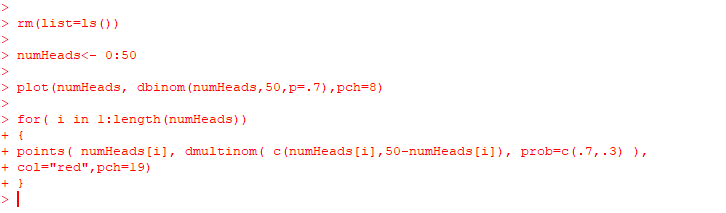 >
> rm(list=ls())
>
> numHeads<- 0:50
>
> plot(numHeads, dbinom(numHeads,50,p=.7),pch=8)
>
> for( i in 1:length(numHeads))
+ {
+ points( numHeads[i], dmultinom( c(numHeads[i],50-numHeads[i]), prob=c(.7,.3) ),
+ col="red",pch=19)
+ }
>